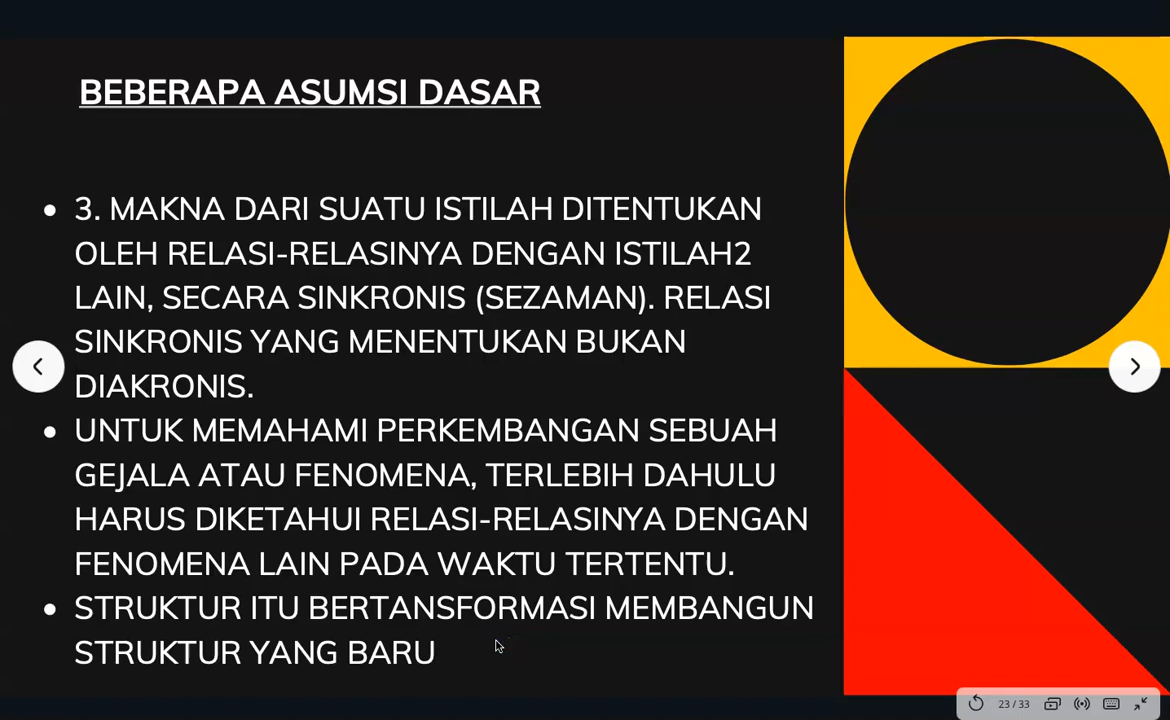 BEBERAPA ASUMSI DASAR
• 3. MAKNA DARI SUATU ISTILAH DITENTUKAN
OLEH RELASI-RELASINYA DENGAN ISTILAH2
LAIN, SECARA SINKRONIS (SEZAMAN). RELASI
SINKRONIS YANG MENENTUKAN BUKAN
DIAKRONIS.
• UNTUK MEMAHAMI PERKEMBANGAN SEBUAH
GEJALA ATAU FENOMENA, TERLEBIH DAHULU
HARUS DIKETAHUI RELASI-RELASINYA DENGAN
FENOMENA LAIN PADA WAKTU TERTENTU.
• STRUKTUR ITU BERTANSFORMASI MEMBANGUN
STRUKTUR YANG BARU
23 / 33